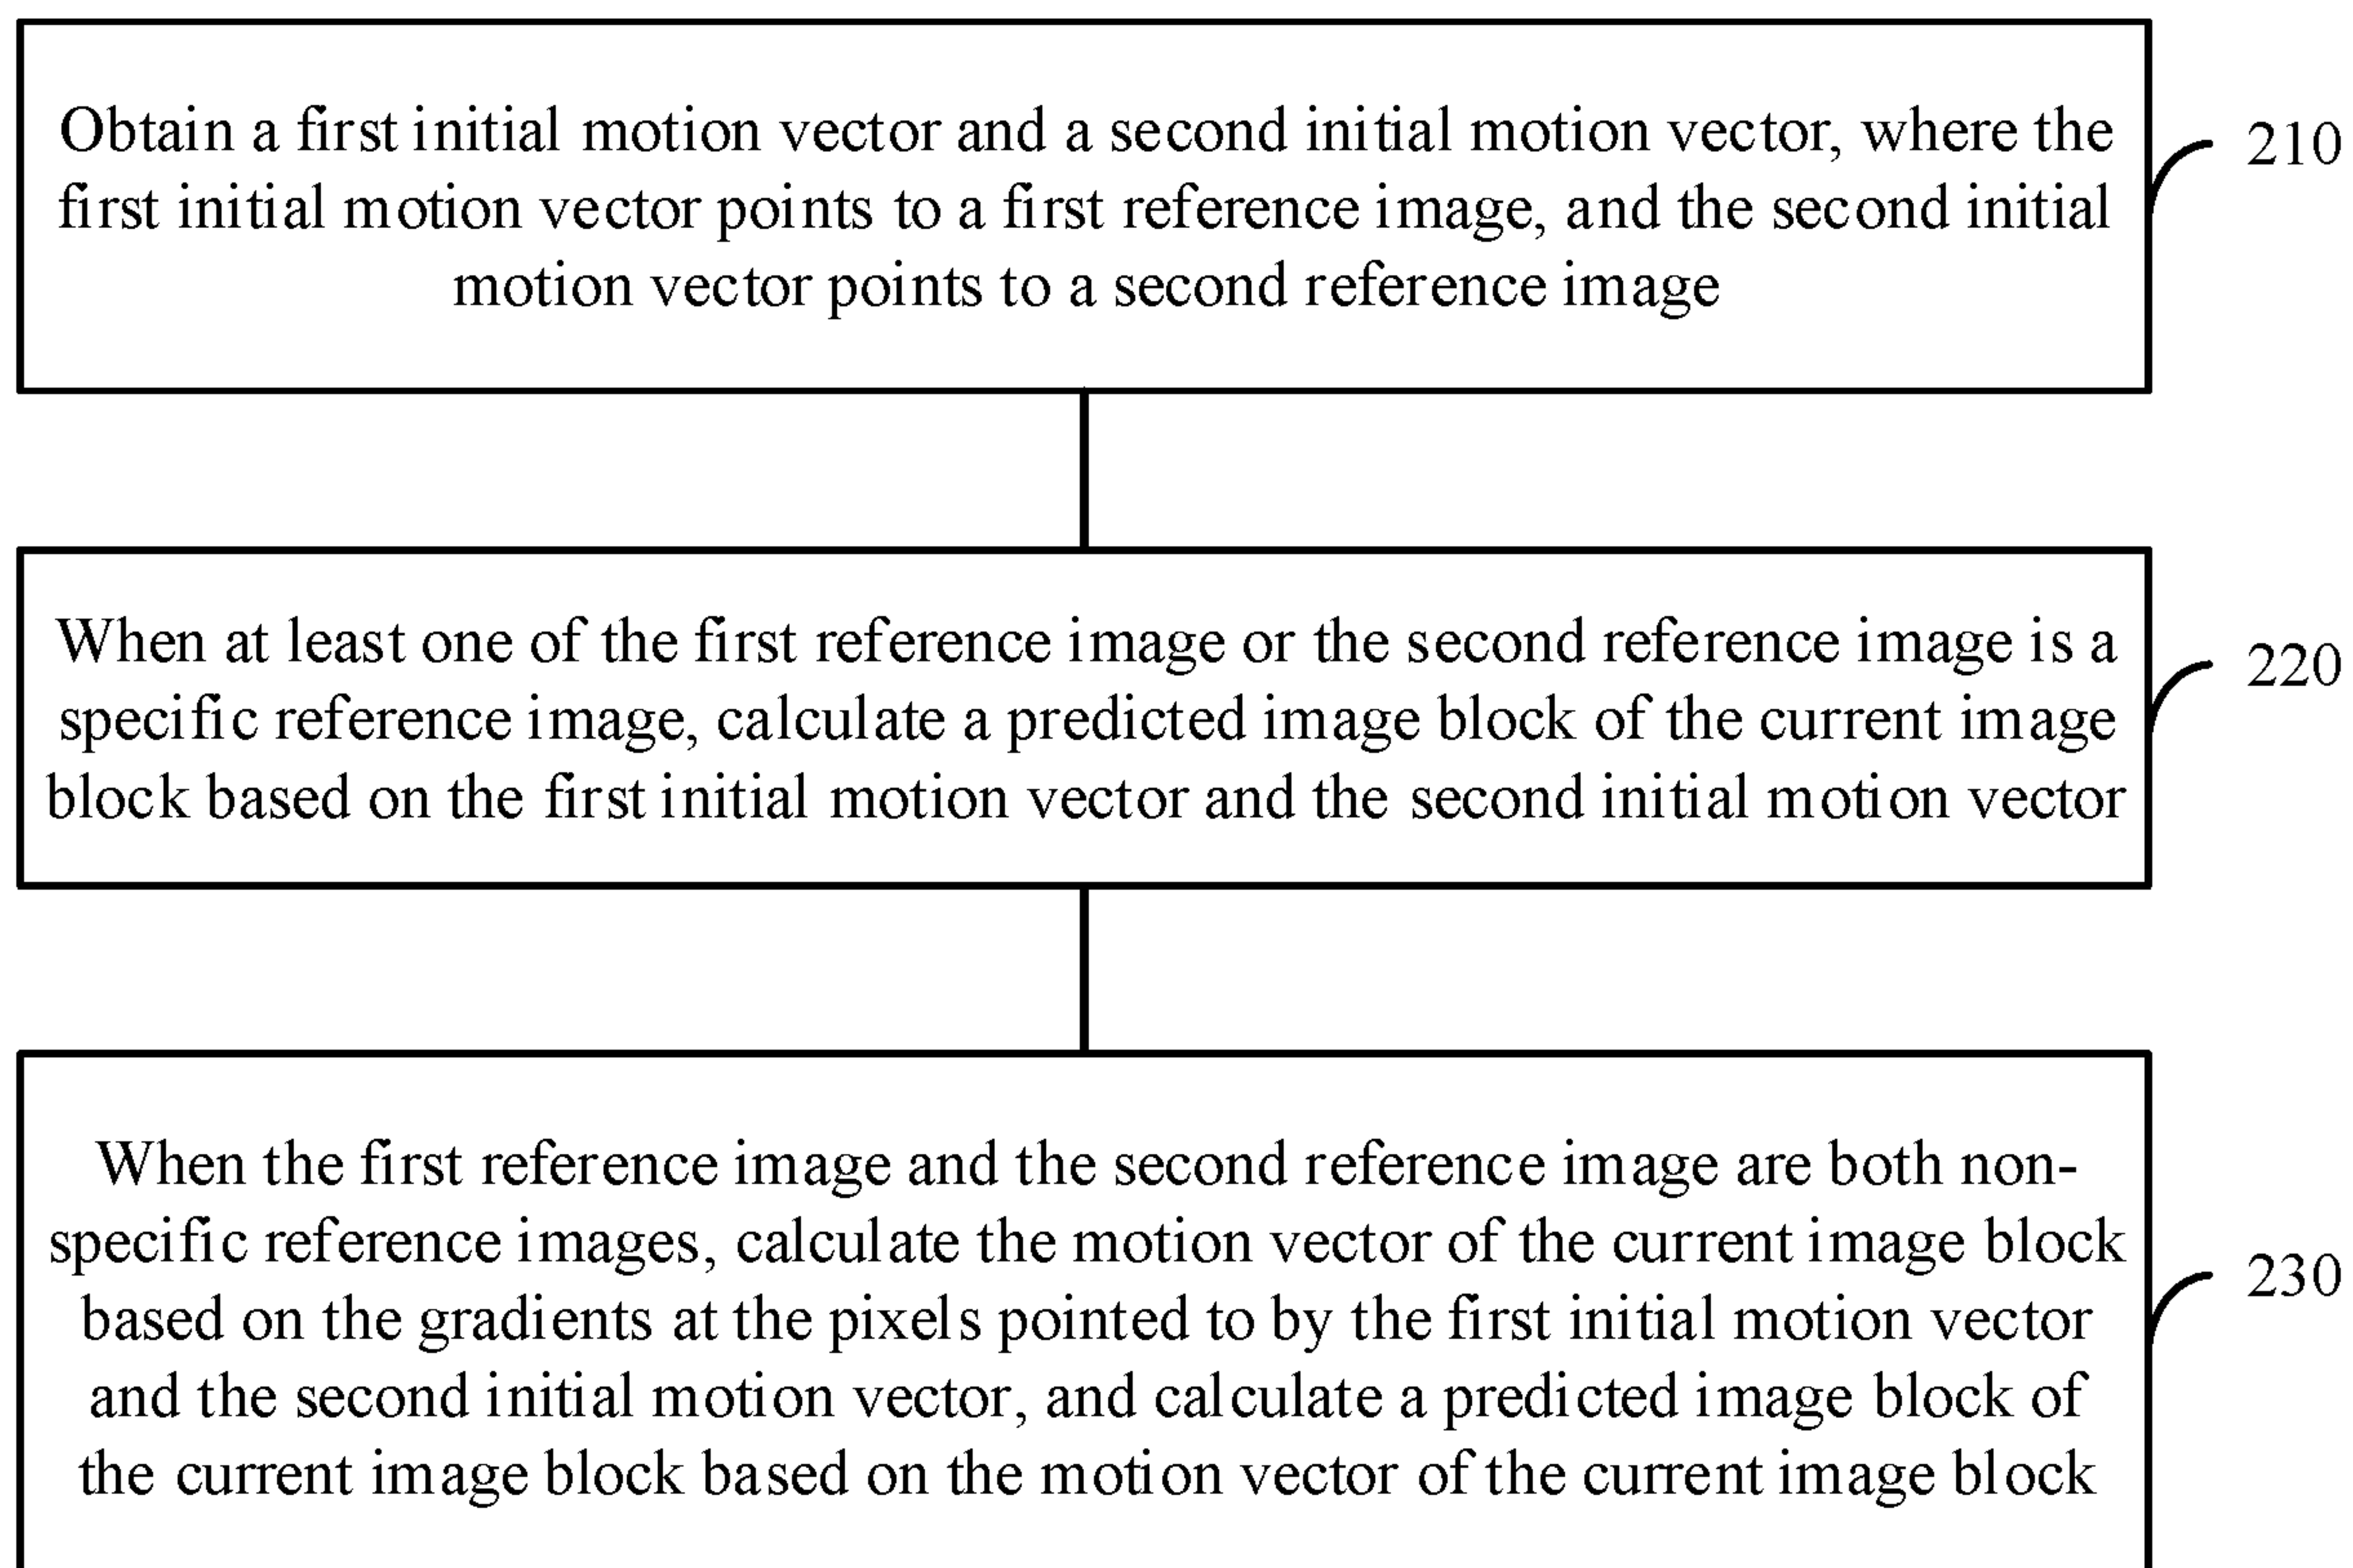 Obtain a first initial motion vector and a second initial motion vector, where the
first initial motion vector points to a first reference image, and the second initial
motion vector points to a second reference image
210
When at least one of the first reference image or the second reference image is a
specific reference image, calculate a predicted image block of the current image
block based on the first initial motion vector and the second initial motion vector
220
When the first reference image and the second reference image are both non-
specific reference images, calculate the motion vector of the current image block
based on the gradients at the pixels pointed to by the first initial motion vector
and the second initial motion vector, and calculate a predicted image block of
the current image block based on the motion vector of the current image block
230